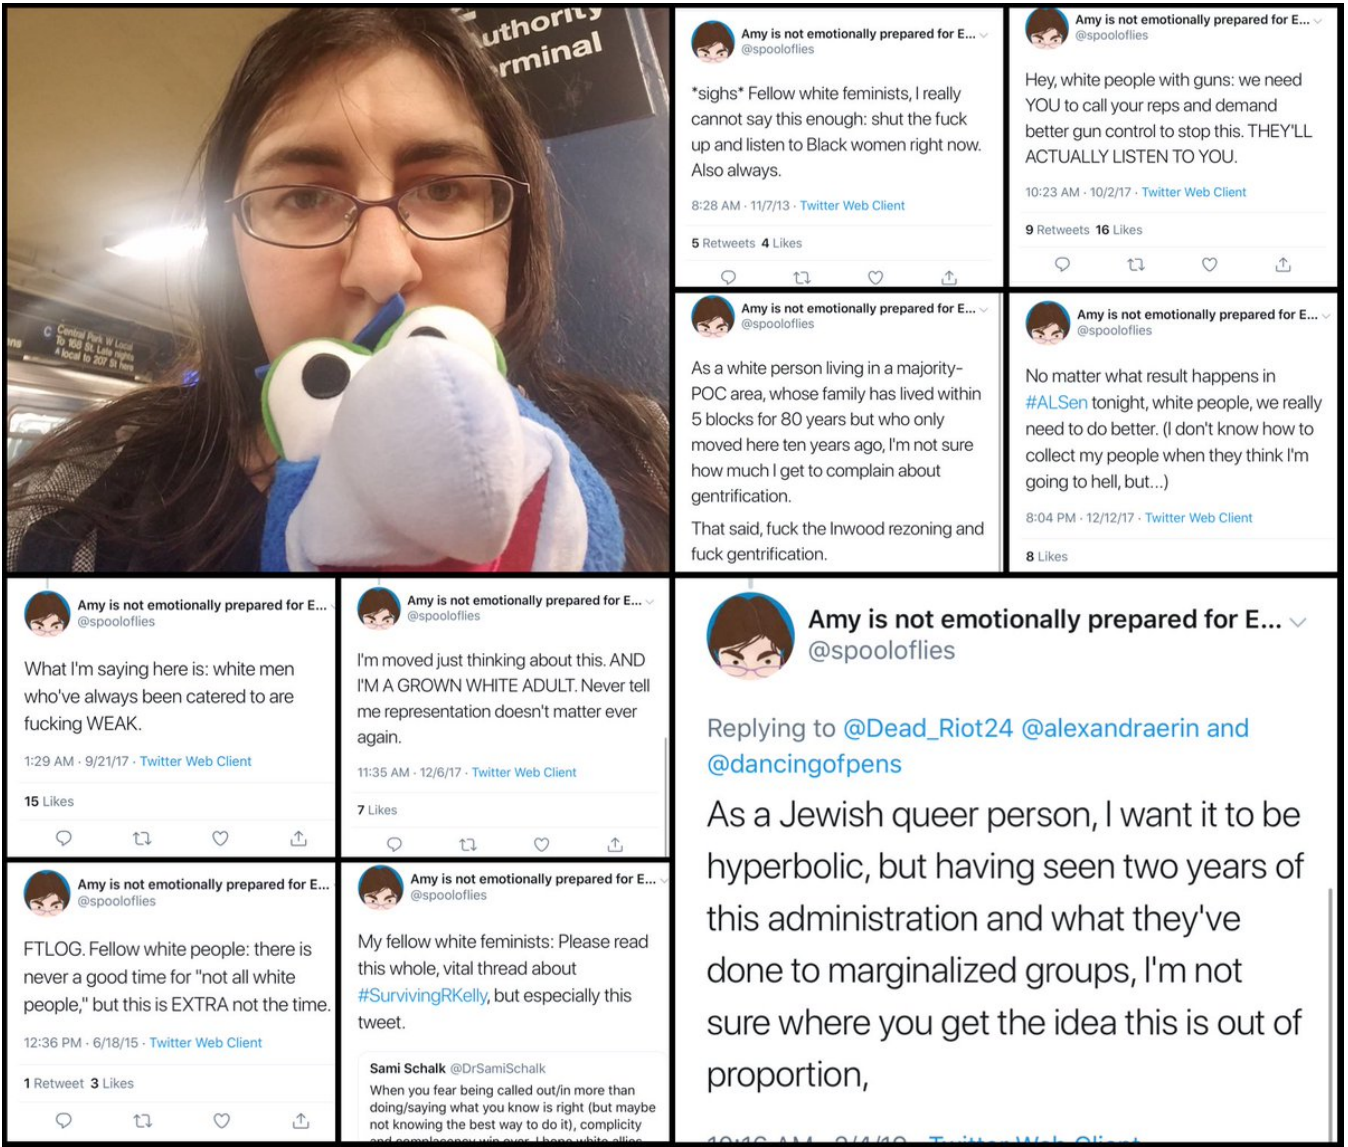 uthority
rminal
C Central Park W Local
To 168 St. Late nights
local to 207 St here
Amy is not emotionally prepared for E...
@spooloflies
*sighs* Fellow white feminists, I really
cannot say this enough: shut the fuck
up and listen to Black women right now.
Also always.
8:28 AM · 11/7/13 · Twitter Web Client
5 Retweets 4 Likes
Amy is not emotionally prepared for E...
@spooloflies
Hey, white people with guns: we need
YOU to call your reps and demand
better gun control to stop this. THEY'LL
ACTUALLY LISTEN TO YOU.
10:23 AM · 10/2/17 · Twitter Web Client
9 Retweets 16 Likes
Amy is not emotionally prepared for E...
@spooloflies
As a white person living in a majority-
POC area, whose family has lived within
5 blocks for 80 years but who only
moved here ten years ago, I'm not sure
how much I get to complain about
gentrification.
That said, fuck the Inwood rezoning and
fuck gentrification.
Amy is not emotionally prepared for E...
@spooloflies
No matter what result happens in
#ALSen tonight, white people, we really
need to do better. (I don't know how to
collect my people when they think I'm
going to hell, but...)
8:04 PM · 12/12/17 · Twitter Web Client
8 Likes
Amy is not emotionally prepared for E...
@spooloflies
What I'm saying here is: white men
who've always been catered to are
fucking WEAK.
1:29 AM · 9/21/17 · Twitter Web Client
15 Likes
Amy is not emotionally prepared for E...
@spooloflies
I'm moved just thinking about this. AND
I'M A GROWN WHITE ADULT. Never tell
me representation doesn't matter ever
again.
11:35 AM · 12/6/17 · Twitter Web Client
7 Likes
Amy is not emotionally prepared for E...
@spooloflies
FTLOG. Fellow white people: there is
never a good time for "not all white
people," but this is EXTRA not the time.
12:36 PM · 6/18/15 · Twitter Web Client
1 Retweet 3 Likes
Amy is not emotionally prepared for E...
@spooloflies
My fellow white feminists: Please read
this whole, vital thread about
#SurvivingRKelly, but especially this
tweet.
Sami Schalk @DrSamiSchalk
When you fear being called out/in more than
doing/saying what you know is right (but maybe
not knowing the best way to do it), complicity
and complacency win over. I hope white allies
Amy is not emotionally prepared for E...
@spooloflies
Replying to @Dead_Riot24 @alexandraerin and
@dancingofpens
As a Jewish queer person, I want it to be
hyperbolic, but having seen two years of
this administration and what they've
done to marginalized groups, I'm not
sure where you get the idea this is out of
proportion,
Twitter Web Client